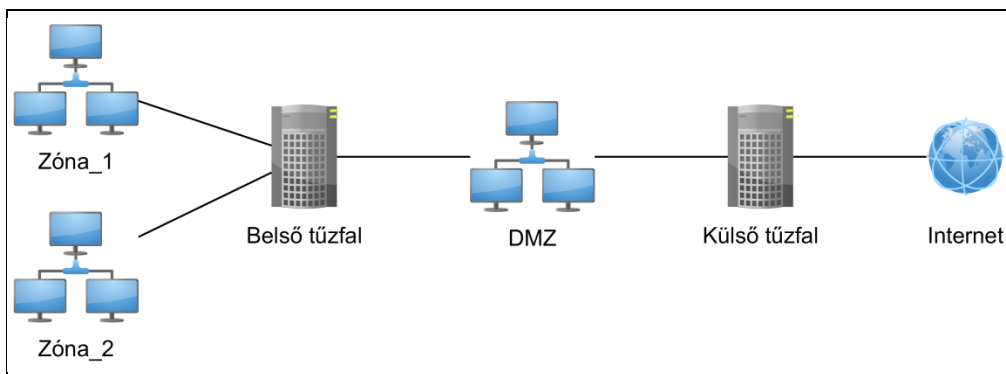 Zóna_1
Belső tűzfal
DMZ
Külső tűzfal
Internet
Zóna_2